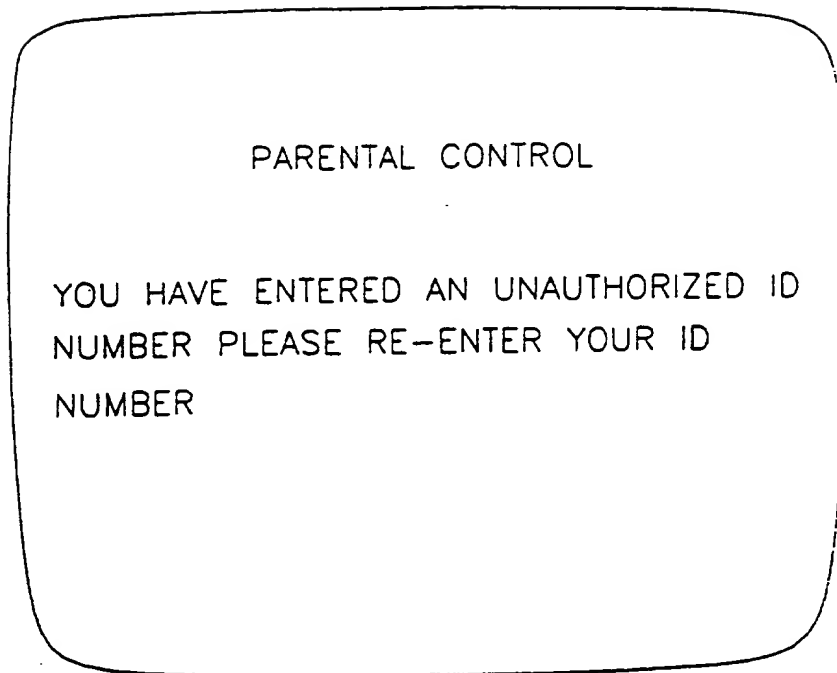 PARENTAL CONTROL
YOU HAVE ENTERED AN UNAUTHORIZED ID
NUMBER PLEASE RE-ENTER YOUR ID
NUMBER